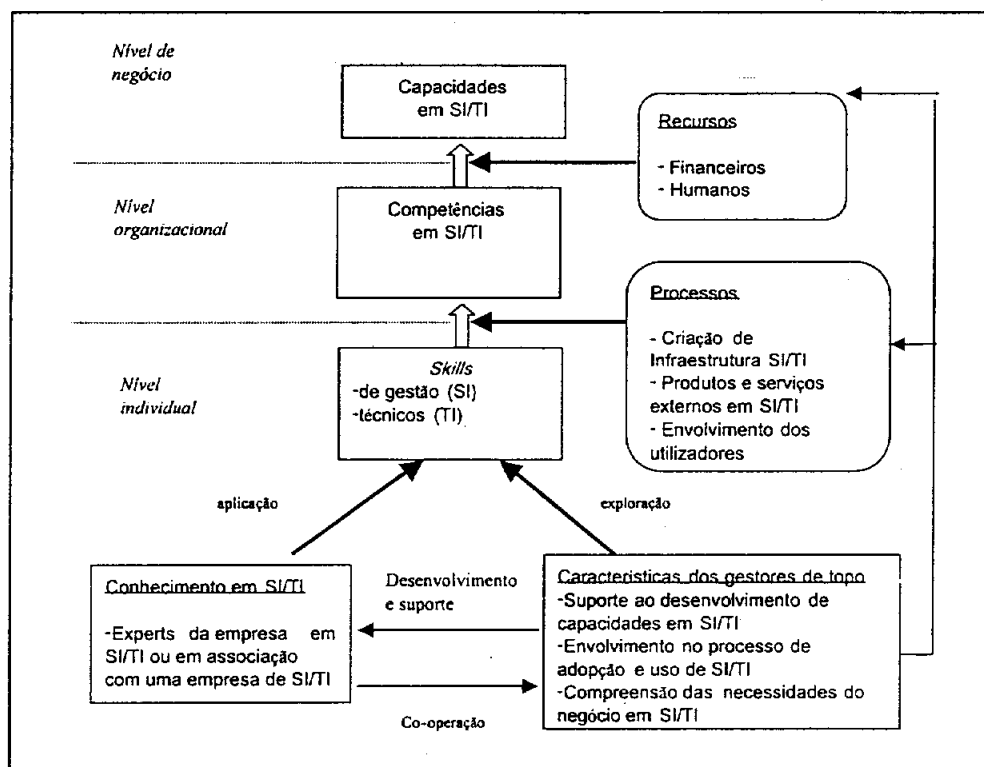 Nível de
negócio
Capacidades
em SI/TI
Recursos
- Financeiros
- Humanos
Nível
organizacional
Competências
em SI/TI
Processos
- Criação de
Infraestrutura SI/TI
- Produtos e serviços
externos em SI/TI
- Envolvimento dos
utilizadores
Nível
individual
Skills
-de gestão (SI)
-técnicos (TI)
aplicação
exploração
Conhecimento em SI/TI
-Experts da empresa em
SI/TI ou em associação
com uma empresa de SI/TI
Desenvolvimento
e suporte
Co-operação
Caracteristicas dos gestores de topo
-Suporte ao desenvolvimento de
capacidades em SI/TI
-Envolvimento no processo de
adopção e uso de SI/TI
-Compreensão das necessidades do
negócio em SI/TI